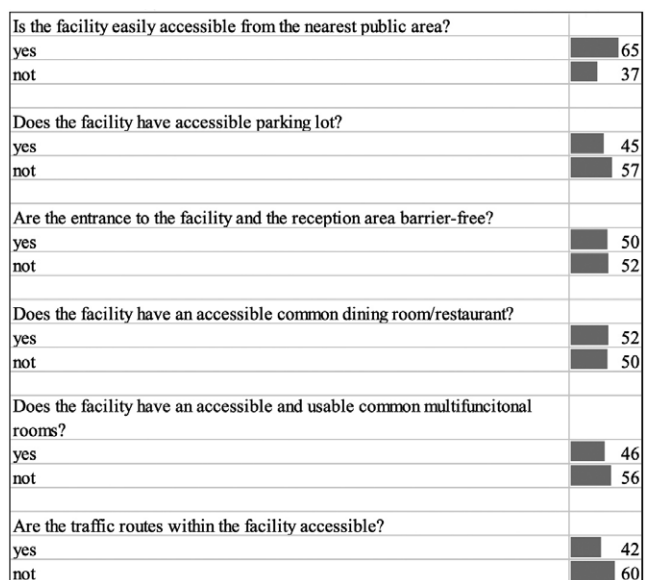 Is the facility easily accessible from the nearest public area?
yes 65
not 37
Does the facility have accessible parking lot?
yes 45
not 57
Are the entrance to the facility and the reception area barrier-free?
yes 50
not 52
Does the facility have an accessible common dining room/restaurant?
yes 52
not 50
Does the facility have an accessible and usable common multifuncitonal
rooms?
yes 46
not 56
Are the traffic routes within the facility accessible?
yes 42
not 60